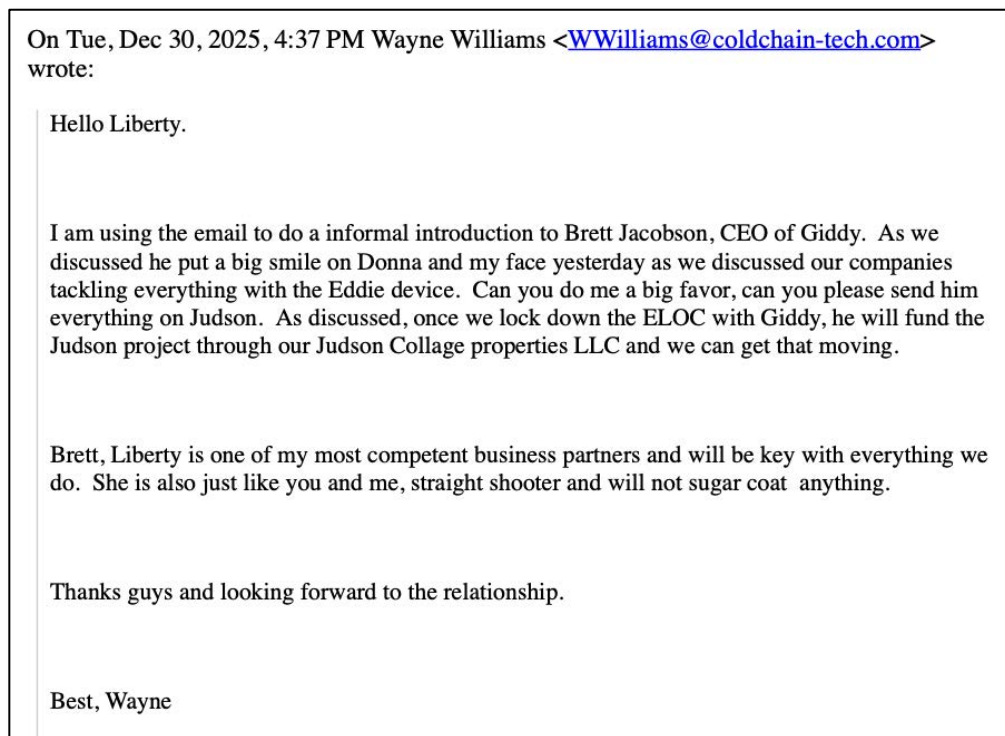 On Tue, Dec 30, 2025, 4:37 PM Wayne Williams <WWilliams@coldchain-tech.com>
wrote:
Hello Liberty.
I am using the email to do a informal introduction to Brett Jacobson, CEO of Giddy.  As we
discussed he put a big smile on Donna and my face yesterday as we discussed our companies
tackling everything with the Eddie device.  Can you do me a big favor, can you please send him
everything on Judson.  As discussed, once we lock down the ELOC with Giddy, he will fund the
Judson project through our Judson Collage properties LLC and we can get that moving.
Brett, Liberty is one of my most competent business partners and will be key with everything we
do.  She is also just like you and me, straight shooter and will not sugar coat  anything.
Thanks guys and looking forward to the relationship.
Best, Wayne